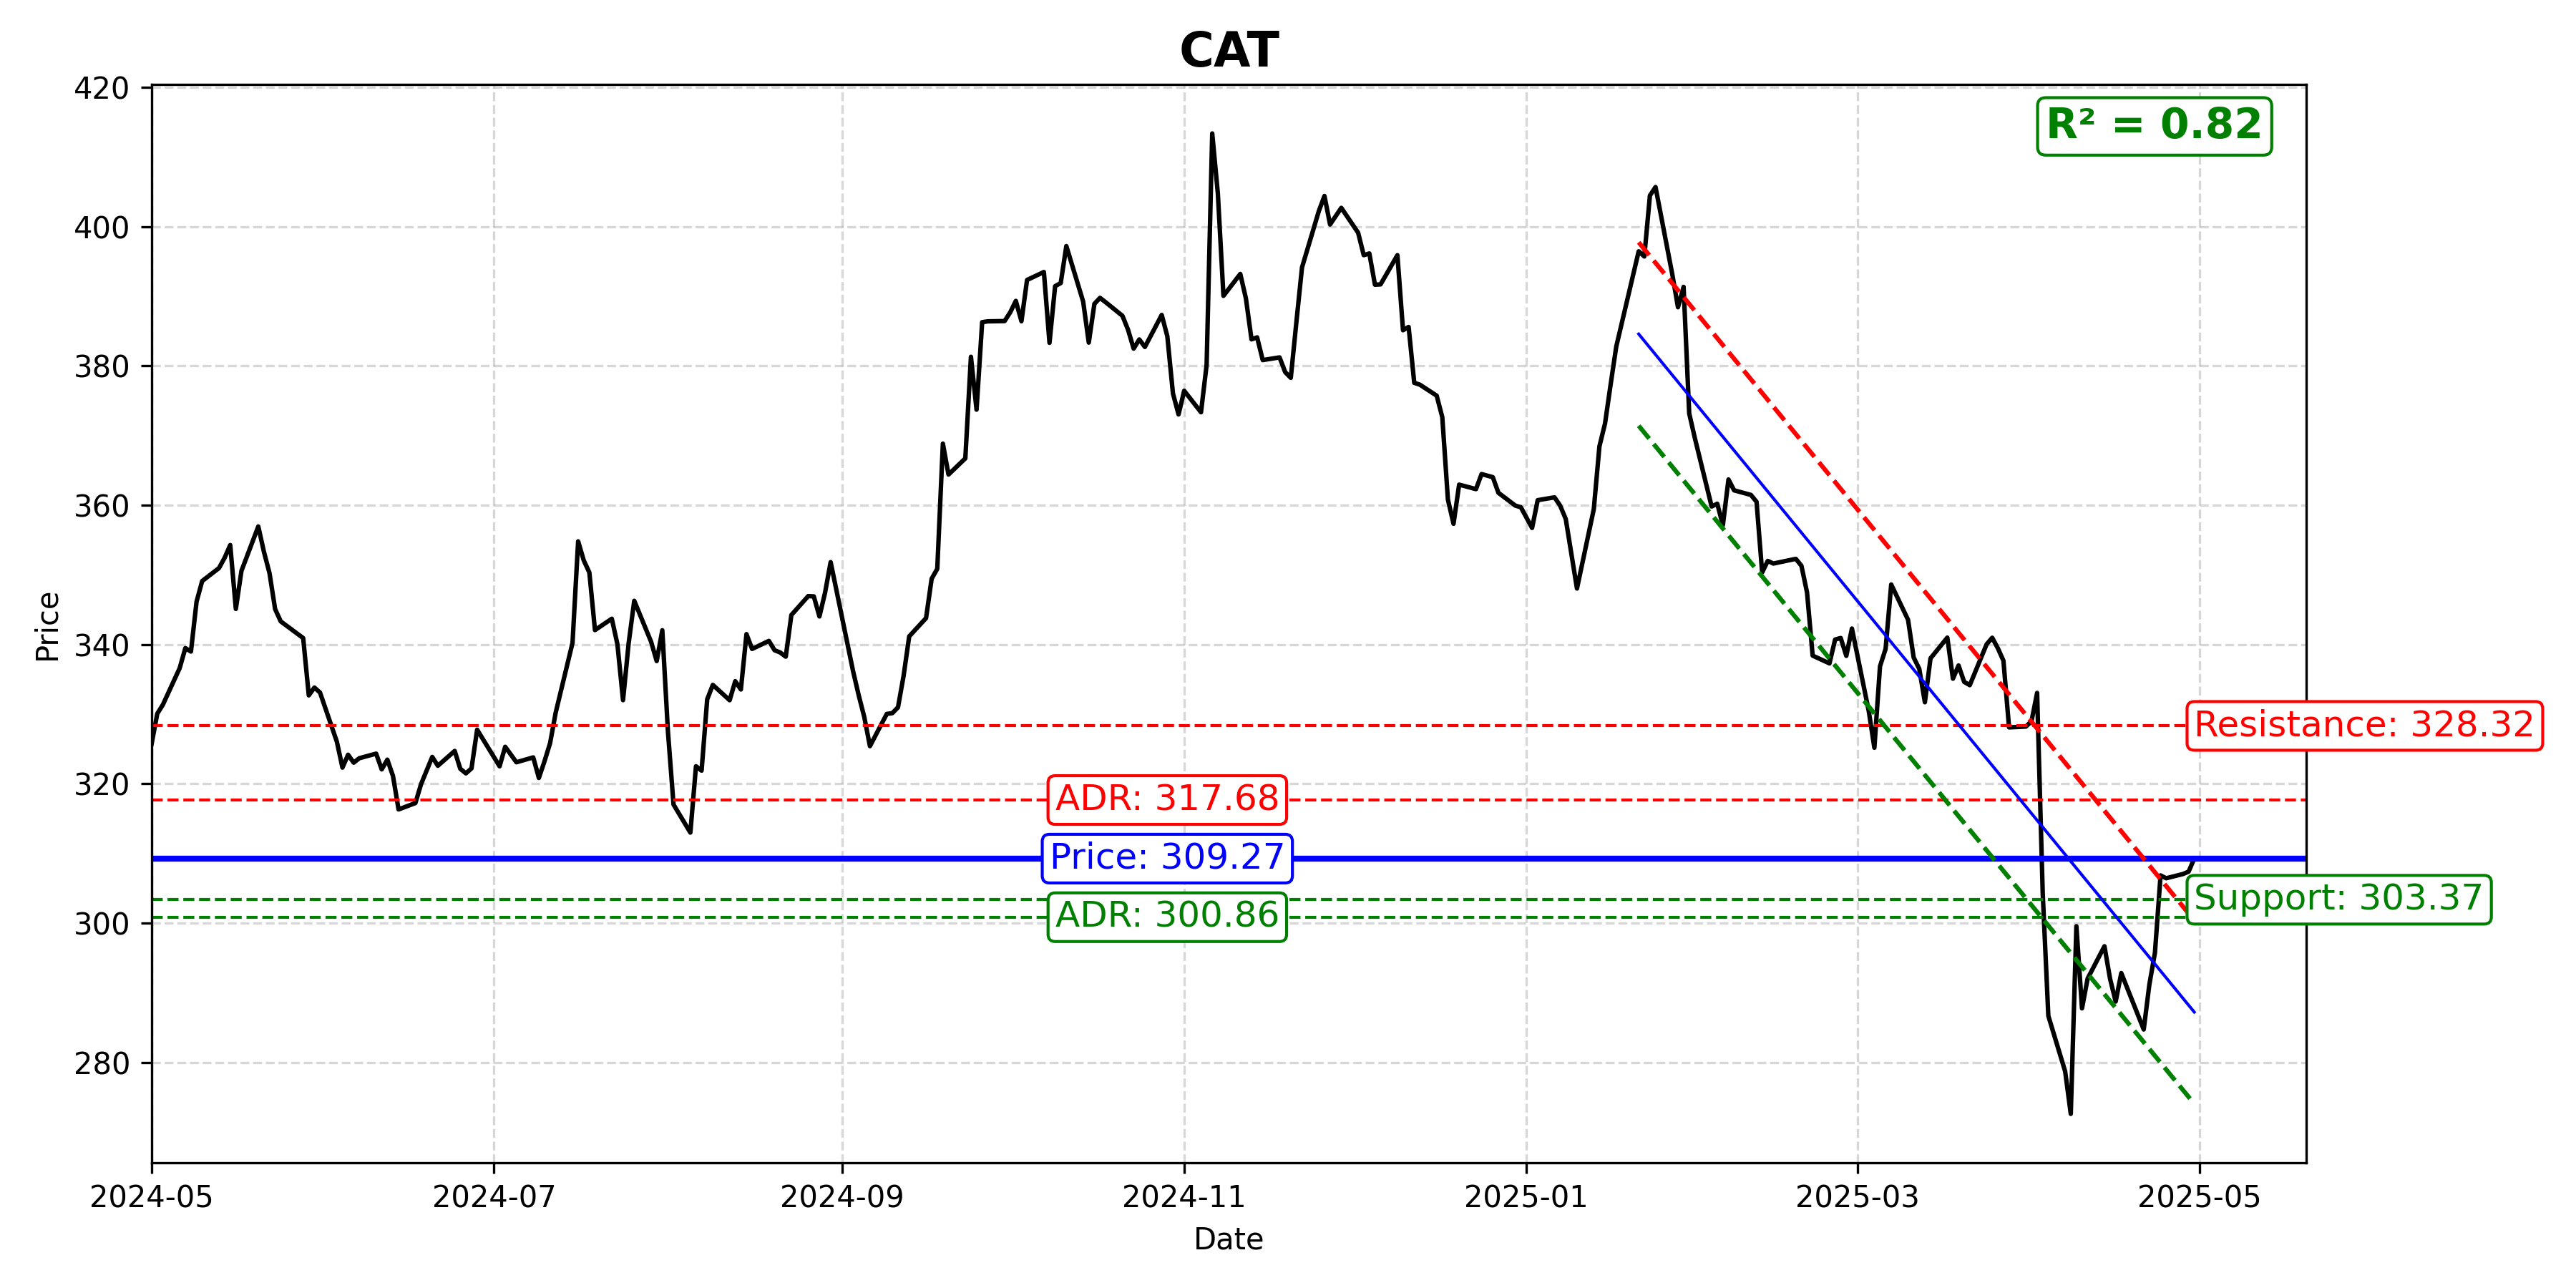 CAT
R² = 0.82
420
400
380
360
340
320
300
280
Price
Resistance: 328.32
ADR: 317.68
Price: 309.27
Support: 303.37
ADR: 300.86
2024-05
2024-07
2024-09
2024-11
2025-01
2025-03
2025-05
Date